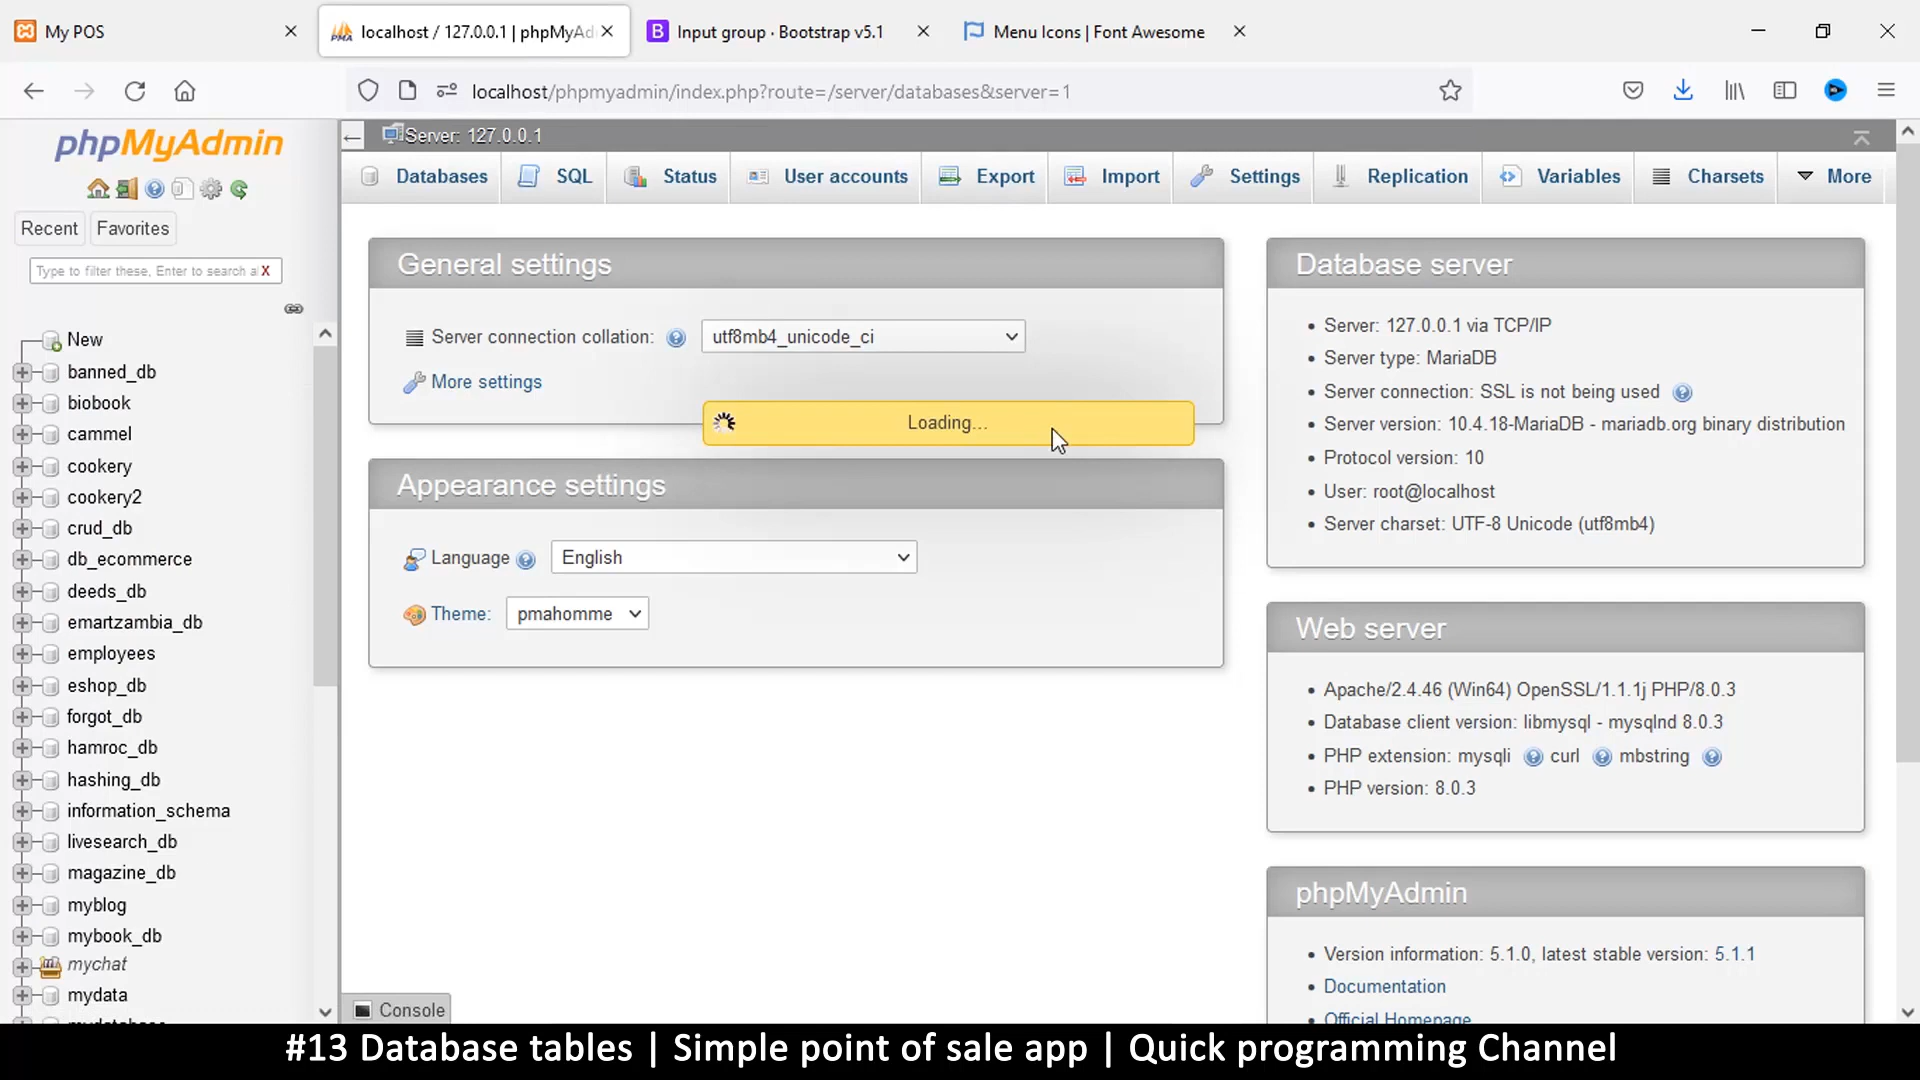 My POS
localhost / 127.0.0.1 | phpMyAd
Input group · Bootstrap v5.1
Menu Icons | Font Awesome
localhost/phpmyadmin/index.php?route=/server/databases&server=1
phpMyAdmin
Recent
Favorites
Type to filter these, Enter to search a
X
New
banned_db
biobook
cammel
cookery
cookery2
crud_db
db_ecommerce
deeds_db
emartzambia_db
employees
eshop_db
forgot_db
hamroc_db
hashing_db
information_schema
livesearch_db
magazine_db
myblog
mybook_db
mychat
mydata
Server: 127.0.0.1
Databases
SQL
Status
User accounts
Export
Import
Settings
Replication
Variables
Charsets
More
General settings
Server connection collation:
utf8mb4_unicode_ci
More settings
Loading...
Appearance settings
Language
English
Theme:
pmahomme
Database server
Server: 127.0.0.1 via TCP/IP
Server type: MariaDB
Server connection: SSL is not being used
Server version: 10.4.18-MariaDB - mariadb.org binary distribution
Protocol version: 10
User: root@localhost
Server charset: UTF-8 Unicode (utf8mb4)
Web server
Apache/2.4.46 (Win64) OpenSSL/1.1.1j PHP/8.0.3
Database client version: libmysql - mysqlnd 8.0.3
PHP extension: mysqli curl mbstring
PHP version: 8.0.3
phpMyAdmin
Version information: 5.1.0, latest stable version: 5.1.1
Documentation
Official Homepage
Console
#13 Database tables | Simple point of sale app | Quick programming Channel